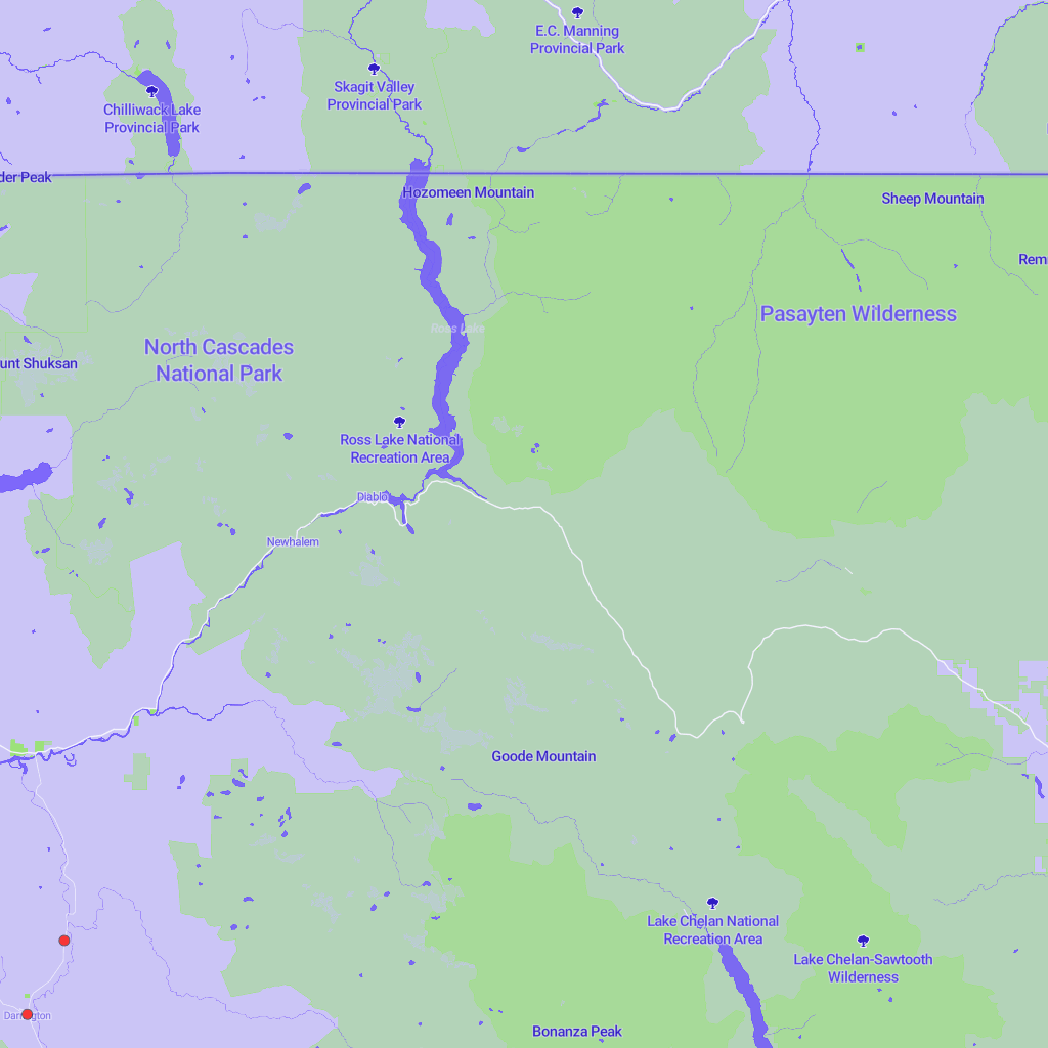 E.C. Manning
Provincial Park
Skagit Valley
Provincial Park
Chilliwack Lake
Provincial Park
der Peak
Hozomeen Mountain
Sheep Mountain
Rem
Pasayten Wilderness
Ross Lake
North Cascades
National Park
unt Shuksan
Ross Lake National
Recreation Area
Diablo
Newhalem
Goode Mountain
Lake Chelan National
Recreation Area
Lake Chelan-Sawtooth
Wilderness
Darrington
Bonanza Peak